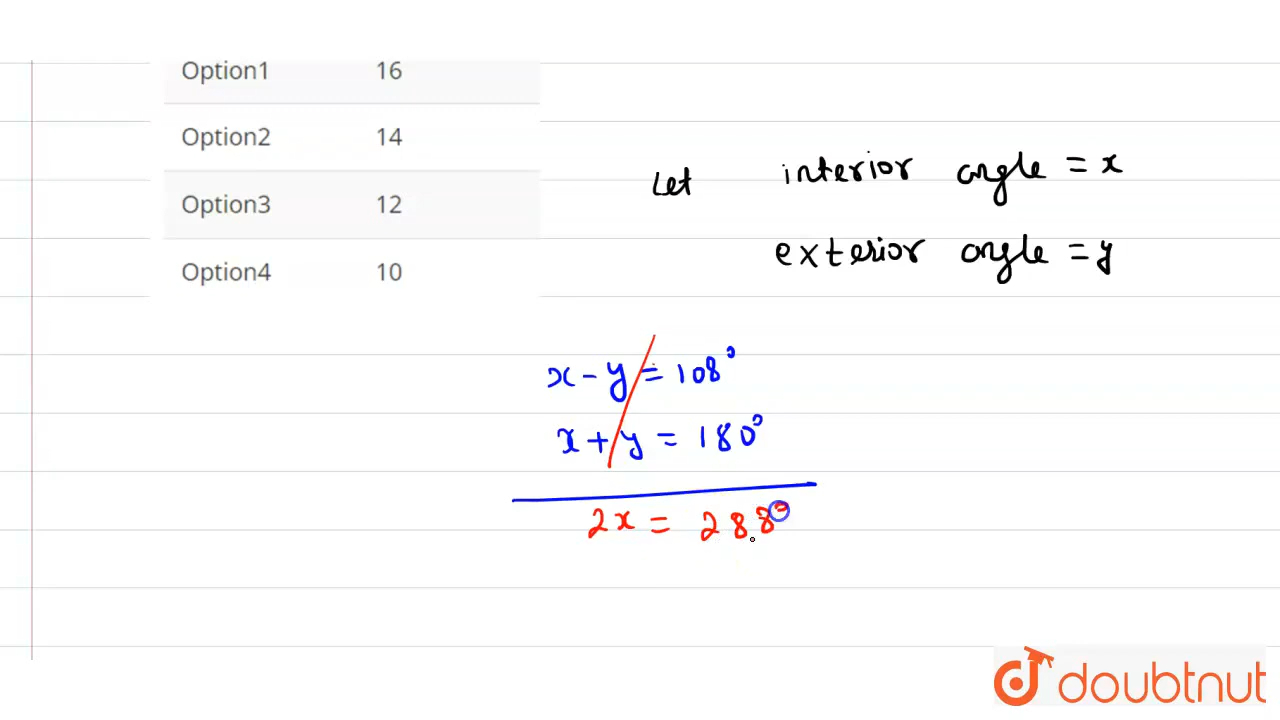 Option1 16
Option2 14
Option3 12
Option4 10
Let interior angle = x
exterior angle = y
x - y = 108°
x + y = 180°
2x = 288°
doubtnut